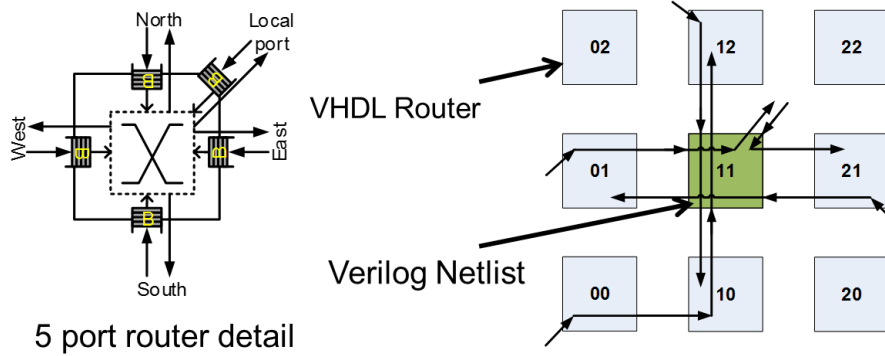 North
Local
port
B
B
West
B
B
East
B
South
5 port router detail
02
12
22
VHDL Router
01
11
21
Verilog Netlist
00
10
20